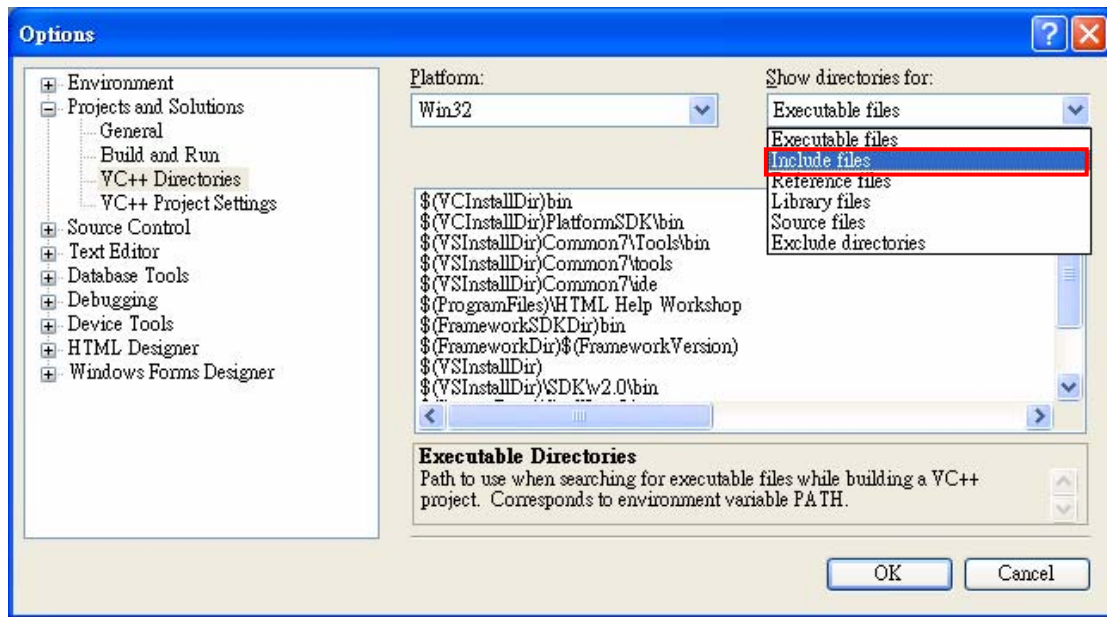 Options
Environment
Projects and Solutions
General
Build and Run
VC++ Directories
VC++ Project Settings
Source Control
Text Editor
Database Tools
Debugging
Device Tools
HTML Designer
Windows Forms Designer
Platform:
Win32
Show directories for:
Executable files
Executable files
Include files
Reference files
Library files
Source files
Exclude directories
$(VCInstallDir)bin
$(VCInstallDir)PlatformSDK\bin
$(VSInstallDir)Common7\Tools\bin
$(VSInstallDir)Common7\tools
$(VSInstallDir)Common7\ide
$(ProgramFiles)\HTML Help Workshop
$(FrameworkSDKDir)bin
$(FrameworkDir)$(FrameworkVersion)
$(VSInstallDir)
$(VSInstallDir)\SDK\v2.0\bin
Executable Directories
Path to use when searching for executable files while building a VC++
project. Corresponds to environment variable PATH.
OK
Cancel